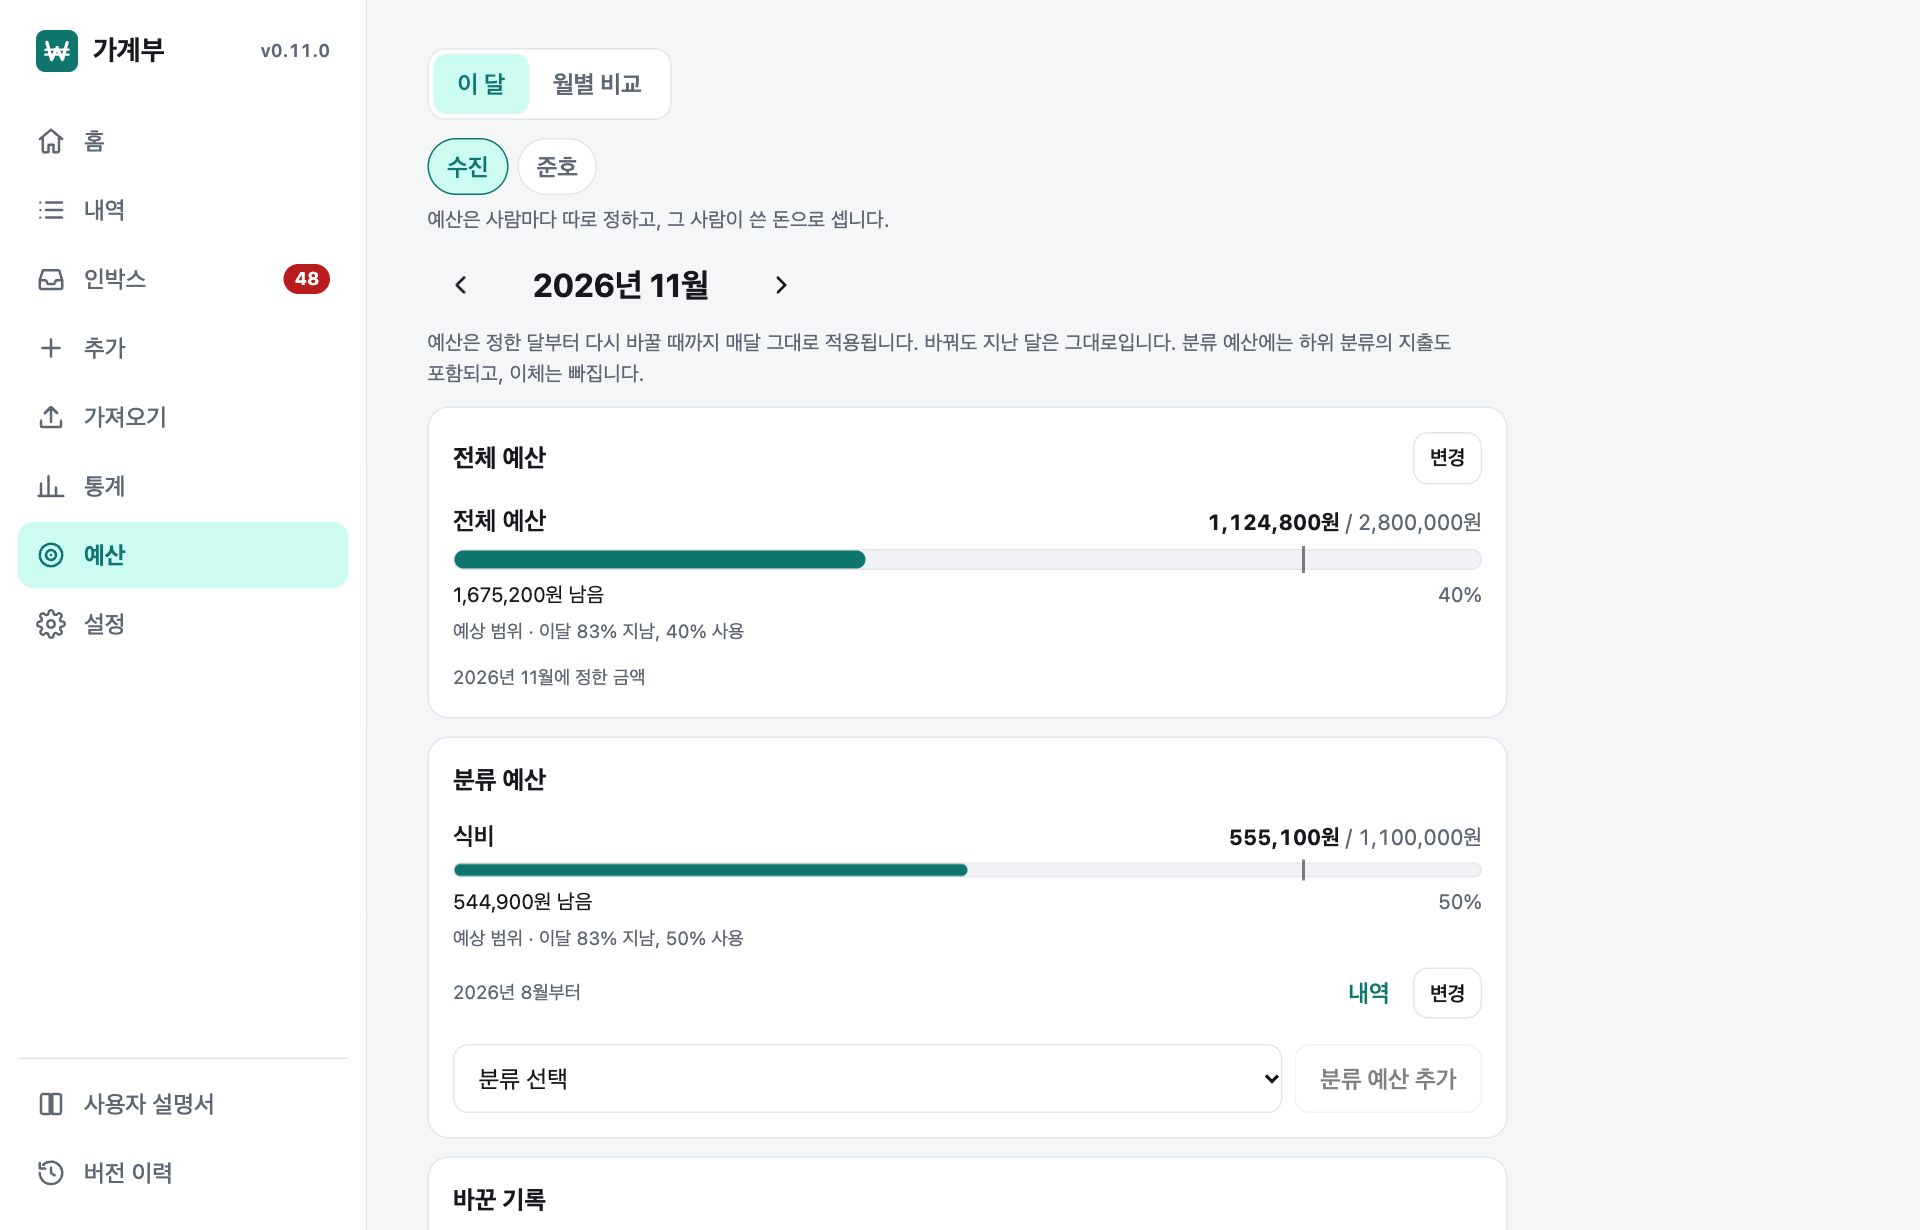 가계부
v0.11.0
홈
내역
인박스
48
추가
가져오기
통계
예산
설정
사용자 설명서
버전 이력
이 달
월별 비교
수진
준호
예산은 사람마다 따로 정하고, 그 사람이 쓴 돈으로 셉니다.
2026년 11월
예산은 정한 달부터 다시 바꿀 때까지 매달 그대로 적용됩니다. 바꿔도 지난 달은 그대로입니다. 분류 예산에는 하위 분류의 지출도
포함되고, 이체는 빠집니다.
전체 예산
변경
전체 예산
1,124,800원 / 2,800,000원
1,675,200원 남음
40%
예상 범위 · 이달 83% 지남, 40% 사용
2026년 11월에 정한 금액
분류 예산
식비
555,100원 / 1,100,000원
544,900원 남음
50%
예상 범위 · 이달 83% 지남, 50% 사용
2026년 8월부터
내역
변경
분류 선택
분류 예산 추가
바꾼 기록